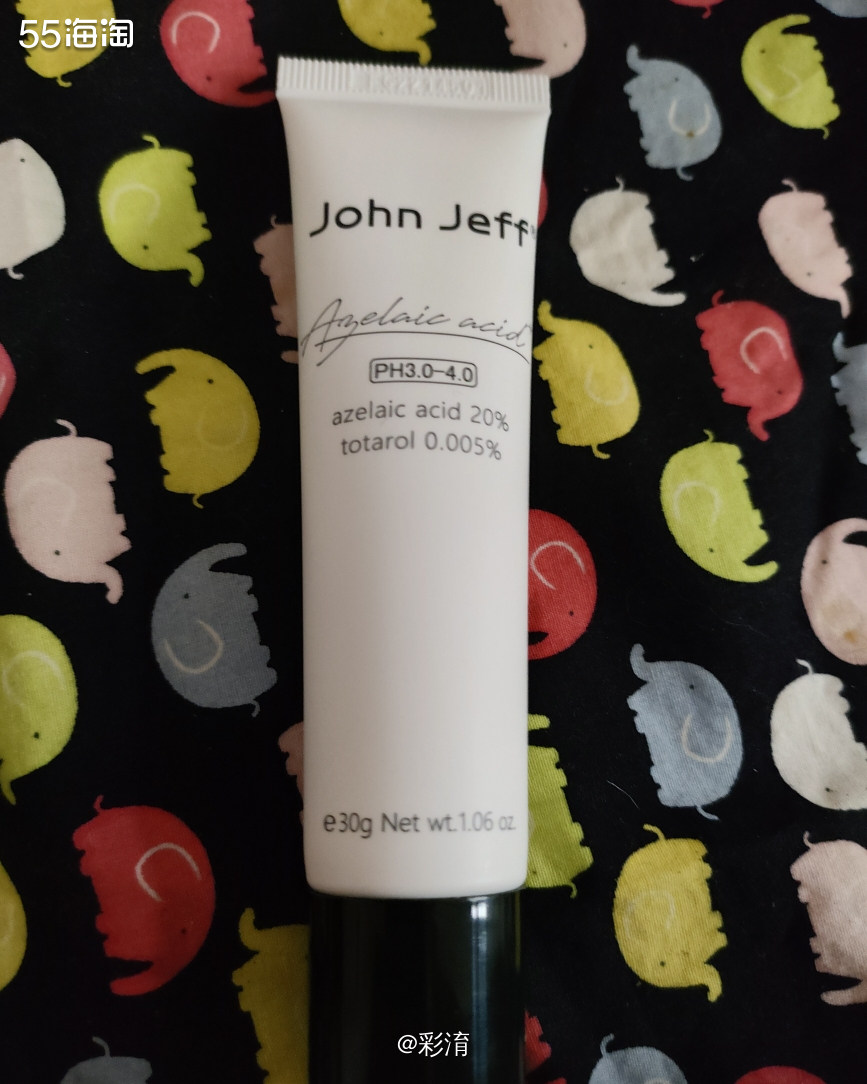 55海淘
John Jeff
Azelaic acid
PH3.0-4.0
azelaic acid 20%
totarol 0.005%
e30g Net wt.1.06 oz.
@彩淯